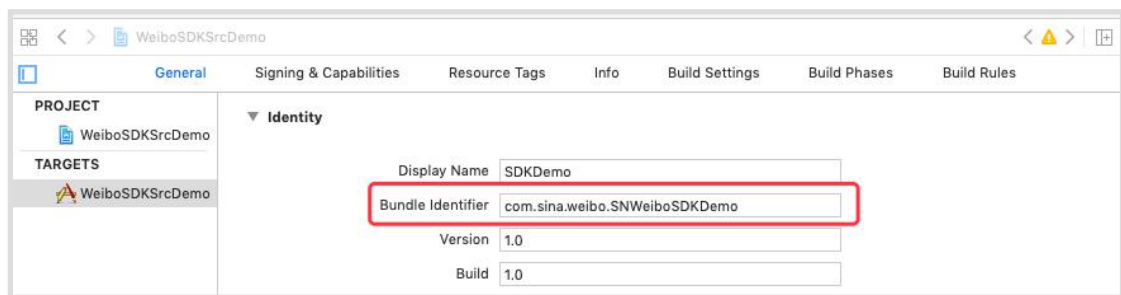 WeiboSDKSrcDemo
General Signing & Capabilities Resource Tags Info Build Settings Build Phases Build Rules
PROJECT
WeiboSDKSrcDemo
TARGETS
WeiboSDKSrcDemo
Identity
Display Name SDKDemo
Bundle Identifier com.sina.weibo.SNWeiboSDKDemo
Version 1.0
Build 1.0